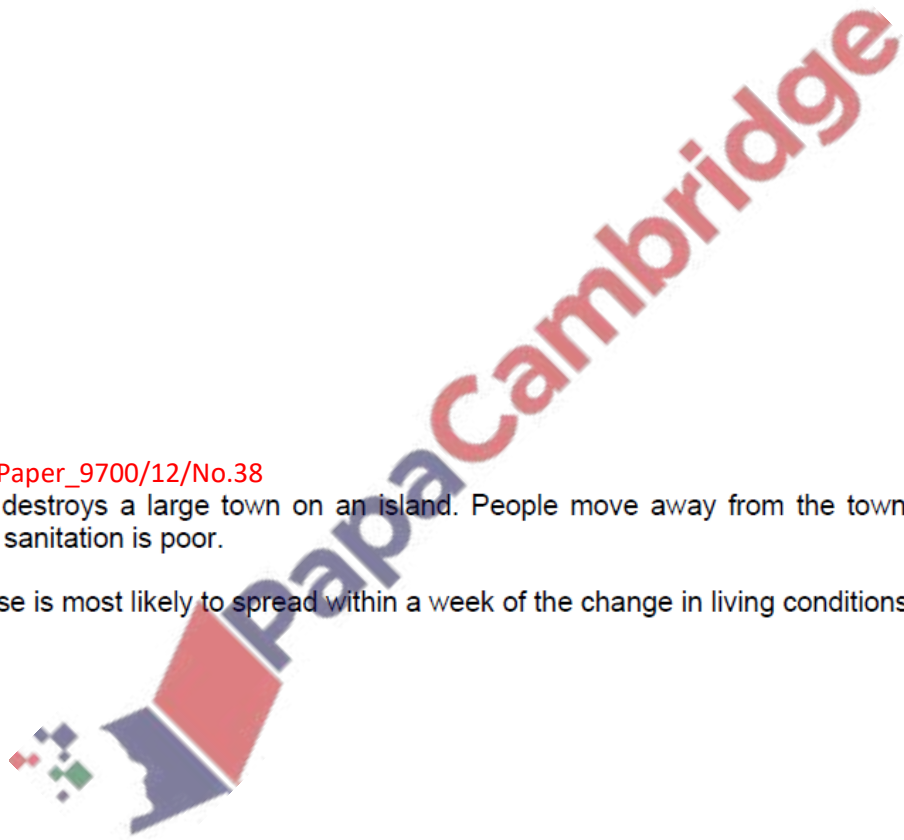 PapaCambridge
Paper_9700/12/No.38
destroys a large town on an island. People move away from the town
sanitation is poor.
se is most likely to spread within a week of the change in living conditions